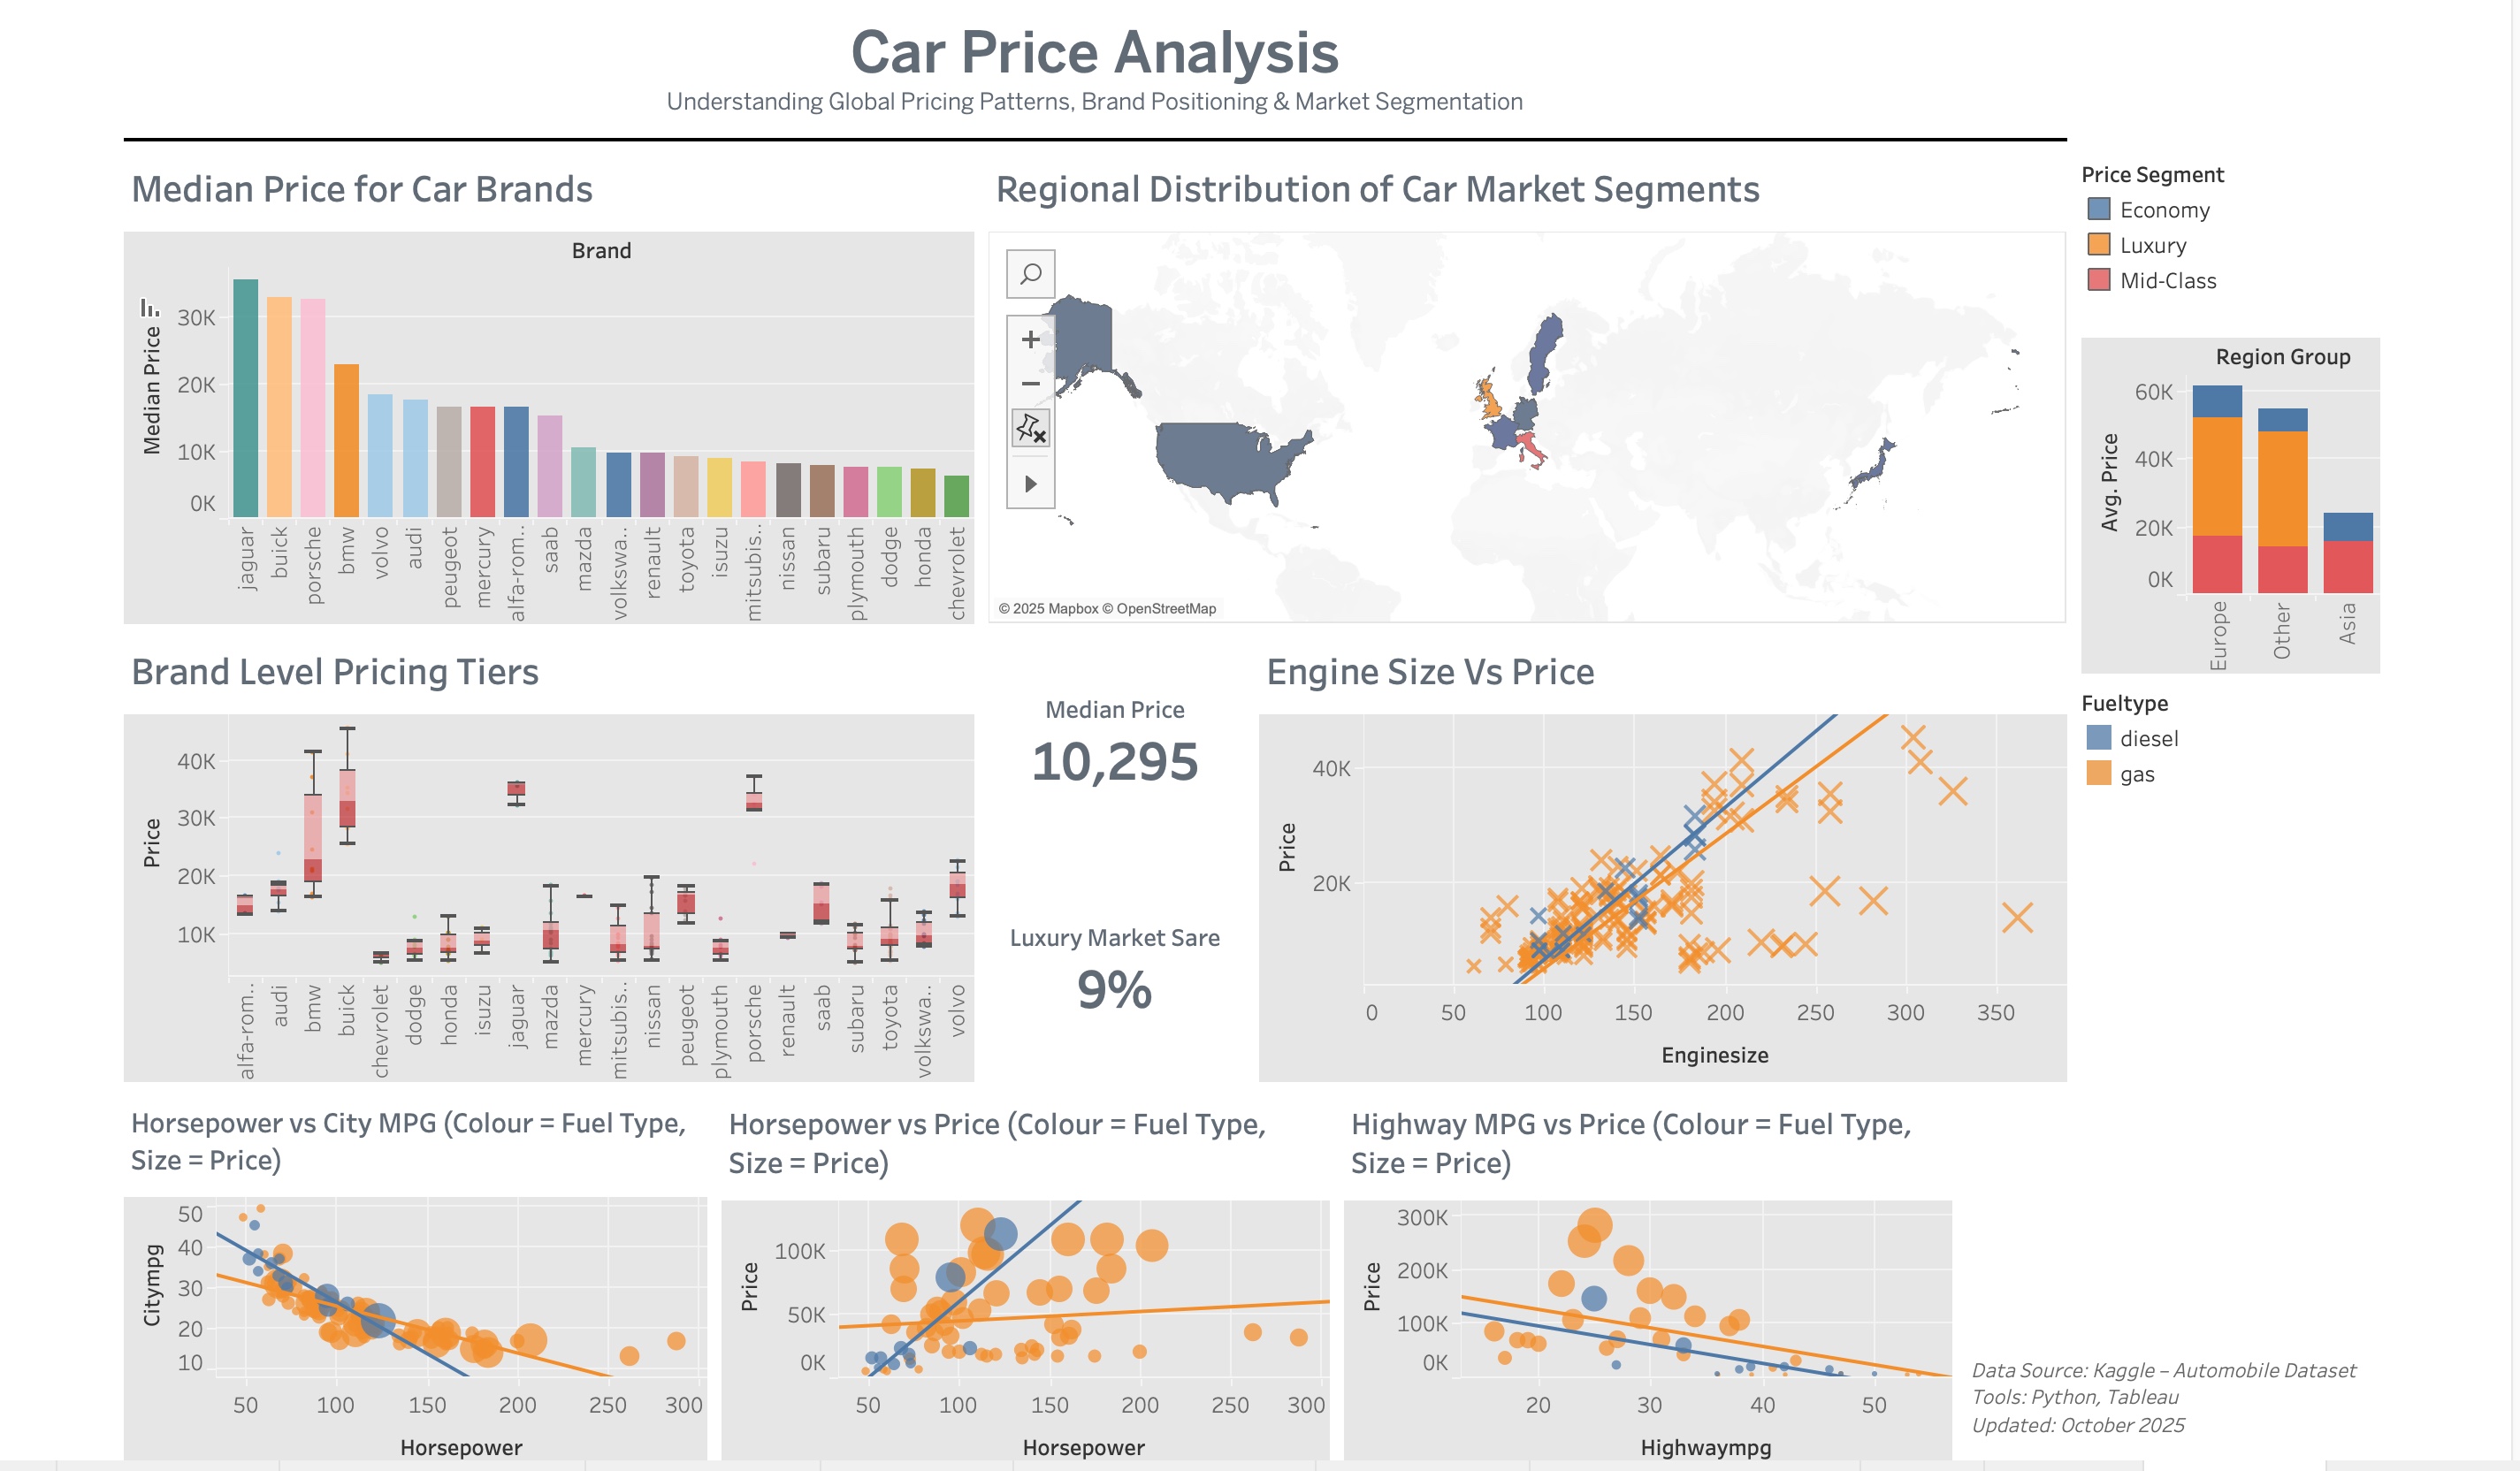 Car Price Analysis
Understanding Global Pricing Patterns, Brand Positioning & Market Segmentation
Median Price for Car Brands
Brand
Median Price
30K
20K
10K
0K
jaguar
buick
porsche
bmw
volvo
audi
peugeot
mercury
alfa-rom..
saab
mazda
volkswa..
renault
toyota
isuzu
mitsubis..
nissan
subaru
plymouth
dodge
honda
chevrolet
Regional Distribution of Car Market Segments
+
−
© 2025 Mapbox © OpenStreetMap
Price Segment
Economy
Luxury
Mid-Class
Region Group
Avg. Price
60K
40K
20K
0K
Europe
Other
Asia
Brand Level Pricing Tiers
Price
40K
30K
20K
10K
alfa-rom..
audi
bmw
buick
chevrolet
dodge
honda
isuzu
jaguar
mazda
mercury
mitsubis..
nissan
peugeot
plymouth
porsche
renault
saab
subaru
toyota
volkswa..
volvo
Median Price
10,295
Luxury Market Sare
9%
Engine Size Vs Price
Price
40K
20K
0
50
100
150
200
250
300
350
Enginesize
Fueltype
diesel
gas
Horsepower vs City MPG (Colour = Fuel Type,
Size = Price)
Citympg
50
40
30
20
10
50
100
150
200
250
300
Horsepower
Horsepower vs Price (Colour = Fuel Type,
Size = Price)
Price
100K
50K
0K
50
100
150
200
250
300
Horsepower
Highway MPG vs Price (Colour = Fuel Type,
Size = Price)
Price
300K
200K
100K
0K
20
30
40
50
Highwaympg
Data Source: Kaggle – Automobile Dataset
Tools: Python, Tableau
Updated: October 2025